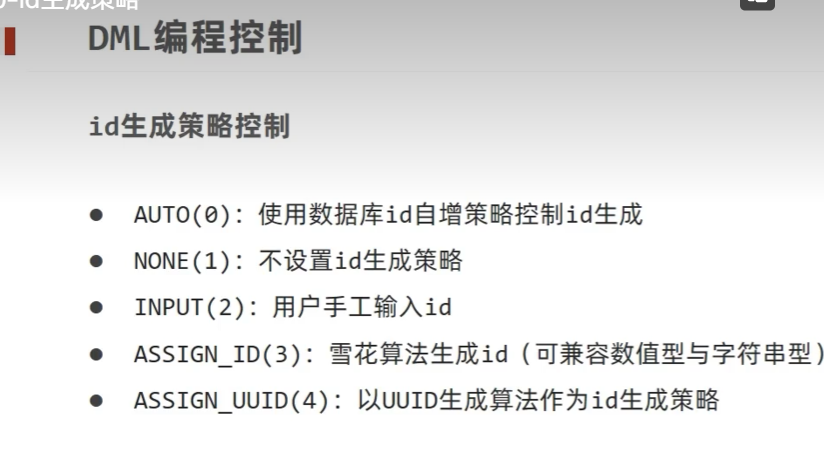 id生成策略
DML编程控制
id生成策略控制
● AUTO(0): 使用数据库id自增策略控制id生成
● NONE(1): 不设置id生成策略
● INPUT(2): 用户手工输入id
● ASSIGN_ID(3): 雪花算法生成id（可兼容数值型与字符串型）
● ASSIGN_UUID(4): 以UUID生成算法作为id生成策略